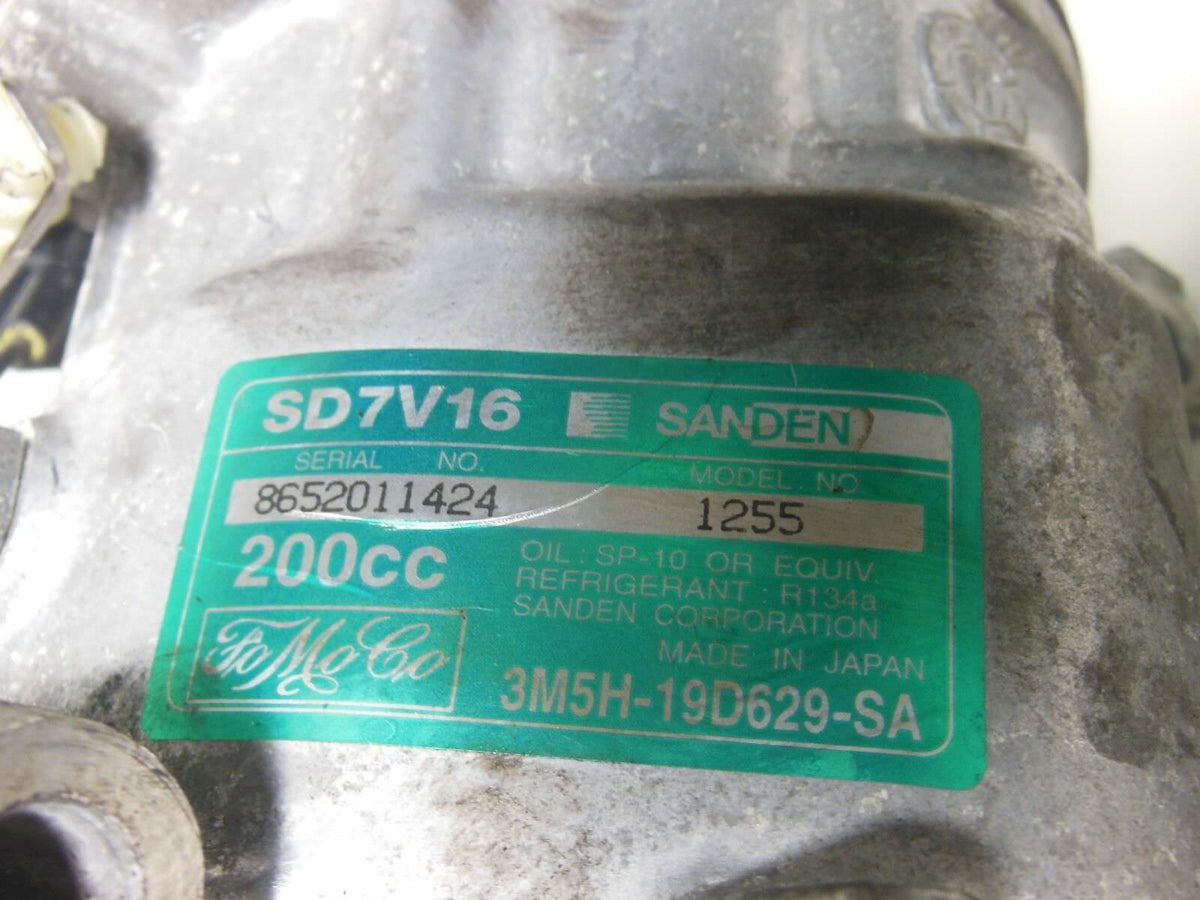 SD7V16 SANDEN
SERIAL NO. MODEL NO.
8652011424 1255
200cc
OIL : SP-10 OR EQUIV.
REFRIGERANT : R134a
SANDEN CORPORATION
MADE IN JAPAN
FoMoCo
3M5H-19D629-SA